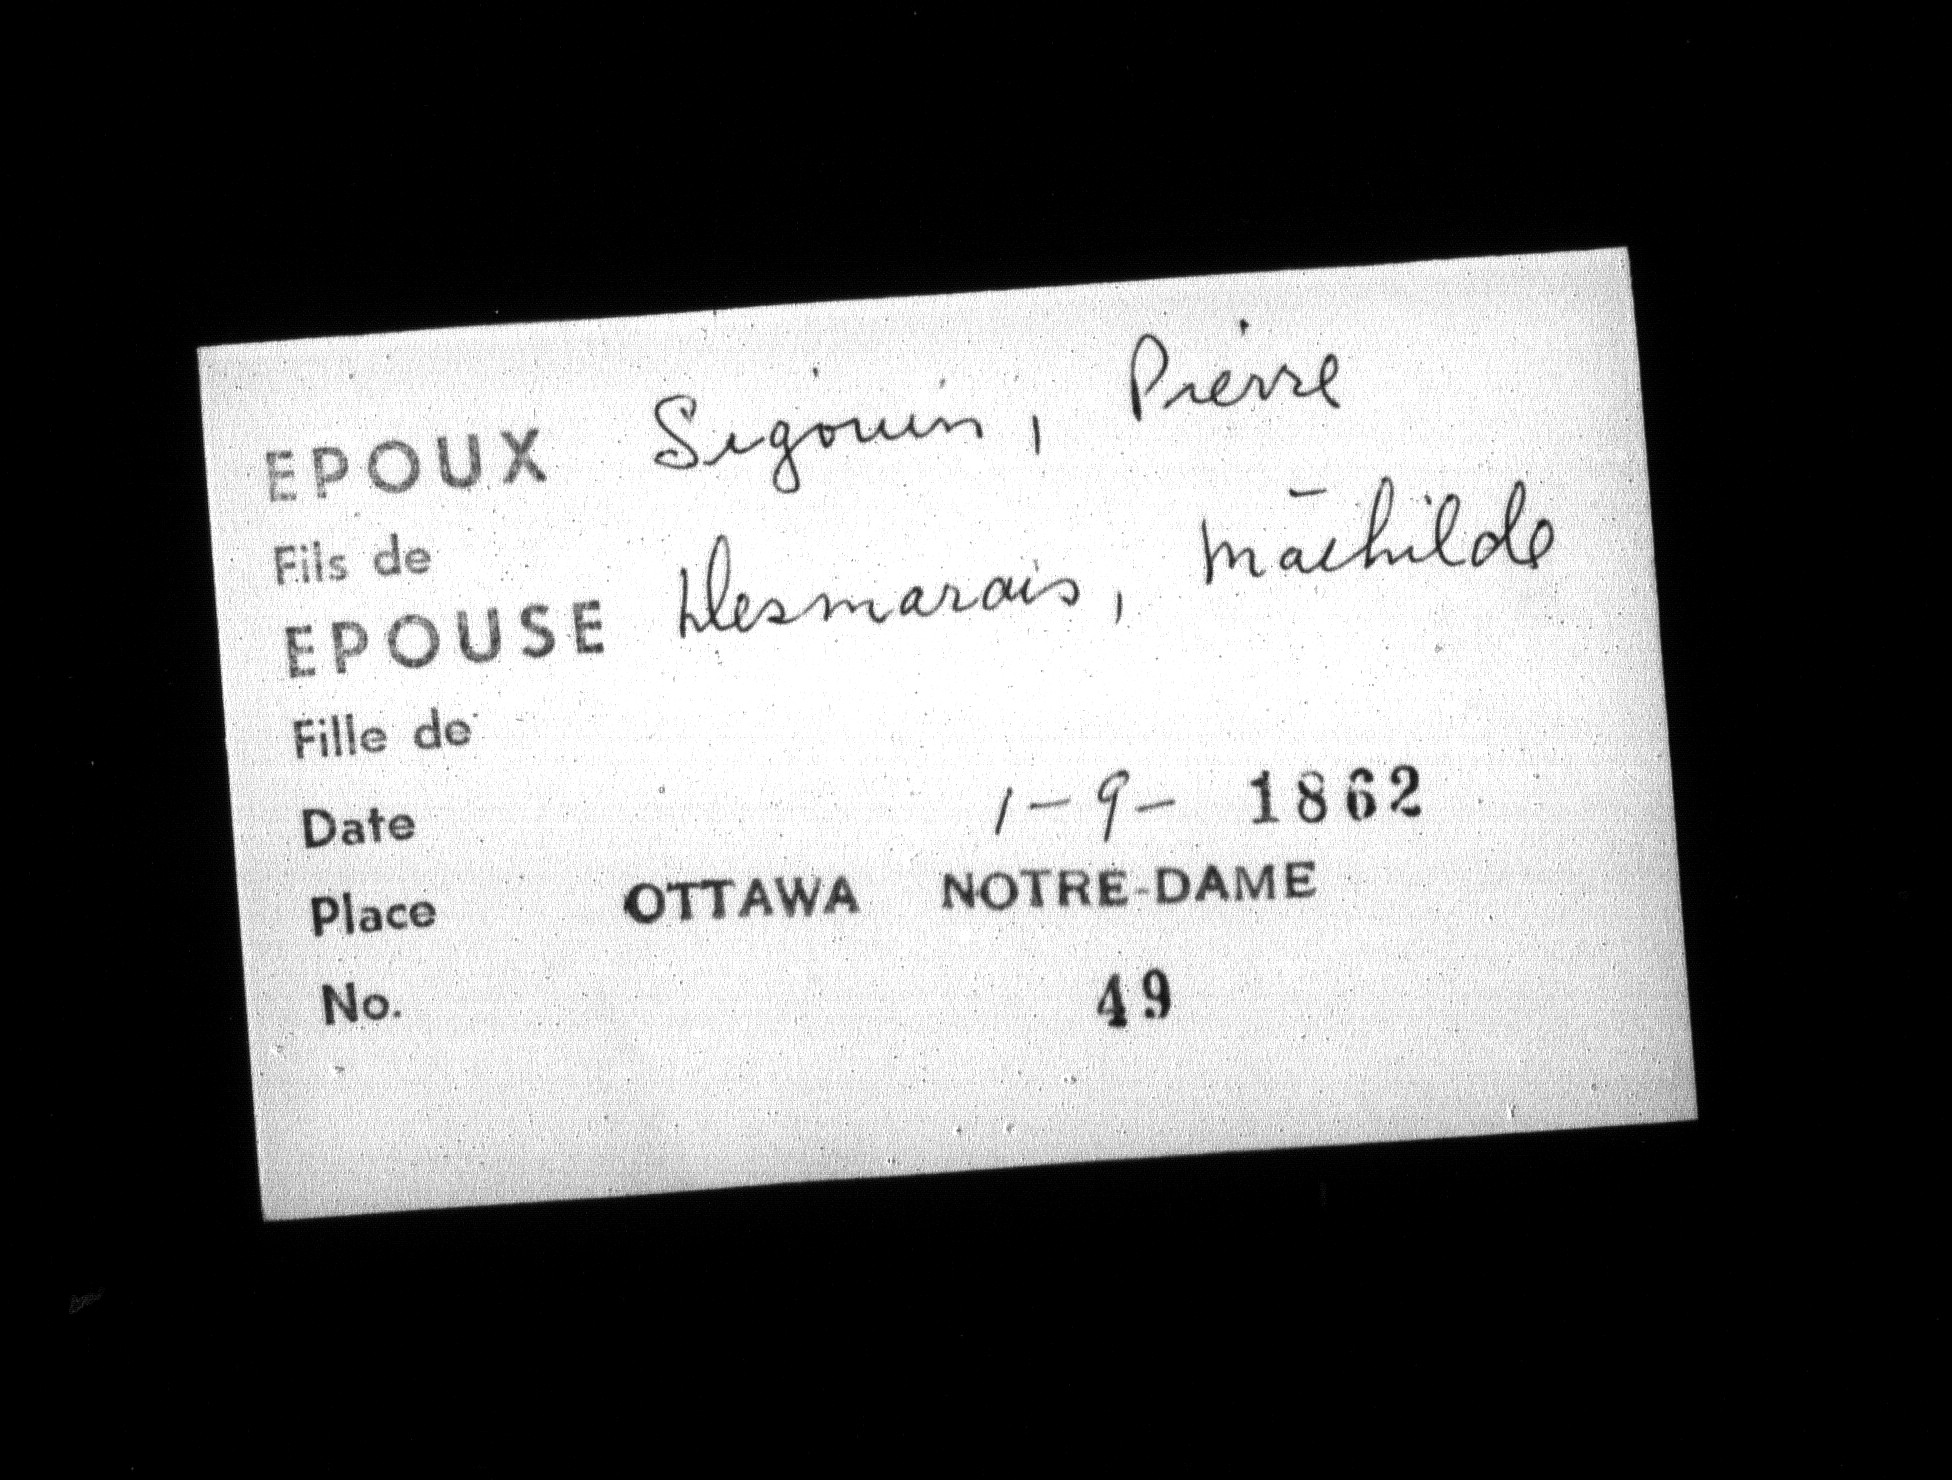 EPOUX Sigouin, Pierre
Fils de
EPOUSE Desmarais, Mathilde
Fille de
Date 1-9- 1862
Place OTTAWA NOTRE-DAME
No. 49